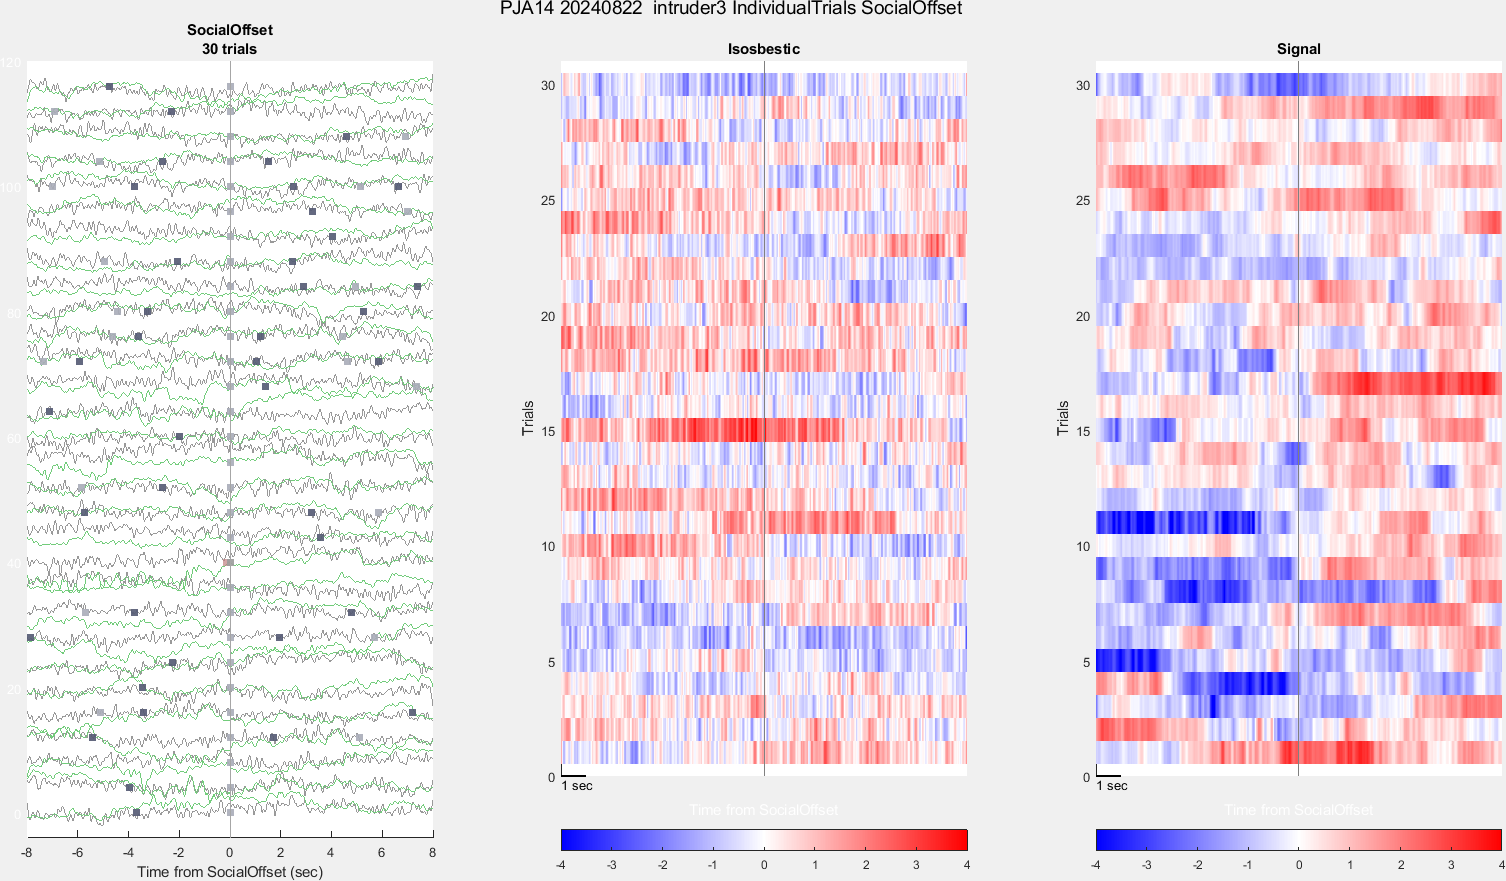 PJA14 20240822  intruder3 IndividualTrials SocialOffset
SocialOffset
30 trials
120
100
80
60
40
20
0
-8 -6 -4 -2 0 2 4 6 8
Time from SocialOffset (sec)
Isosbestic
Trials
30
25
20
15
10
5
0
1 sec
Time from SocialOffset
-4 -3 -2 -1 0 1 2 3 4
Signal
Trials
30
25
20
15
10
5
0
1 sec
Time from SocialOffset
-4 -3 -2 -1 0 1 2 3 4